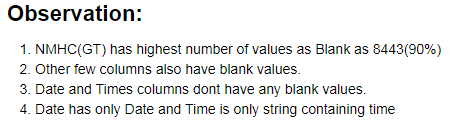 Observation:
1. NMHC(GT) has highest number of values as Blank as 8443(90%)
2. Other few columns also have blank values.
3. Date and Times columns dont have any blank values.
4. Date has only Date and Time is only string containing time